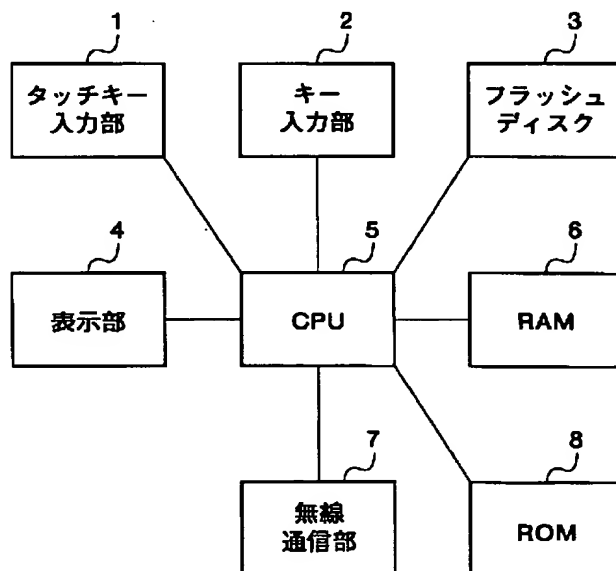 1
タッチキー
入力部
2
キー
入力部
3
フラッシュ
ディスク
4
表示部
5
CPU
6
RAM
7
無線
通信部
8
ROM